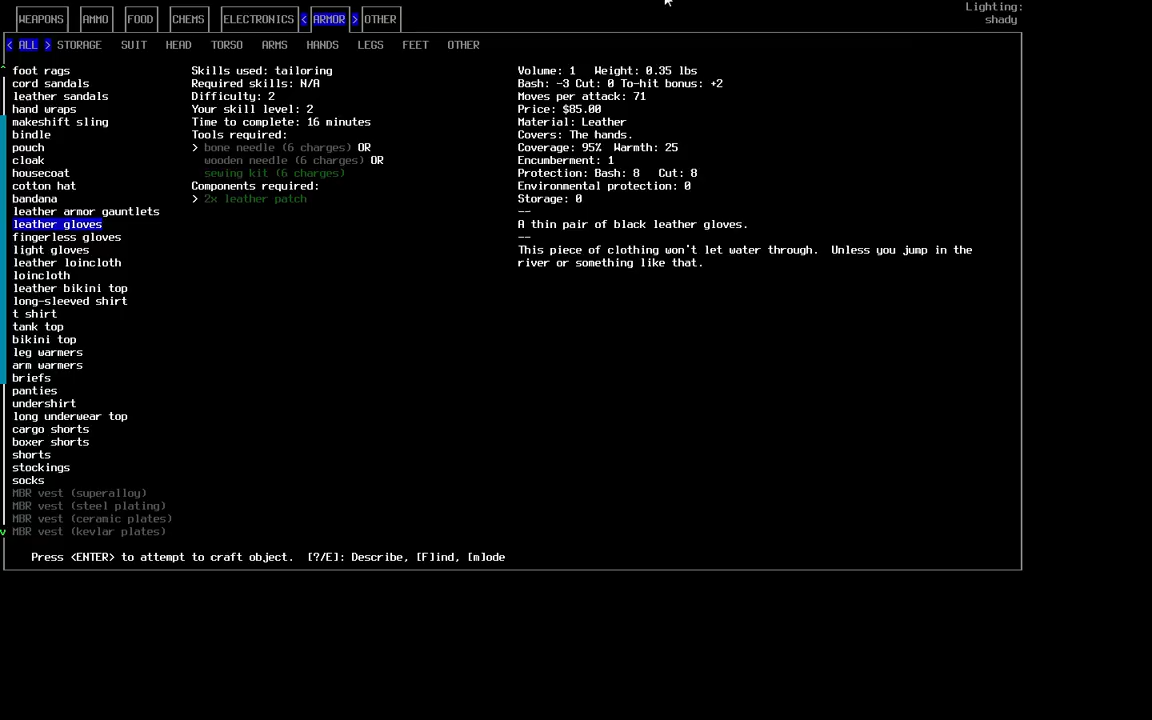 Lighting:
shady
WEAPONS AMMO FOOD CHEMS ELECTRONICS < ARMOR > OTHER
< ALL > STORAGE SUIT HEAD TORSO ARMS HANDS LEGS FEET OTHER
^ foot rags
cord sandals
leather sandals
hand wraps
makeshift sling
bindle
pouch
cloak
housecoat
cotton hat
bandana
leather armor gauntlets
leather gloves
fingerless gloves
light gloves
leather loincloth
loincloth
leather bikini top
long-sleeved shirt
t shirt
tank top
bikini top
leg warmers
arm warmers
briefs
panties
undershirt
long underwear top
cargo shorts
boxer shorts
shorts
stockings
socks
MBR vest (superalloy)
MBR vest (steel plating)
MBR vest (ceramic plates)
v MBR vest (kevlar plates)
Skills used: tailoring
Required skills: N/A
Difficulty: 2
Your skill level: 2
Time to complete: 16 minutes
Tools required:
> bone needle (6 charges) OR
wooden needle (6 charges) OR
sewing kit (6 charges)
Components required:
> 2x leather patch
Volume: 1 Weight: 0.35 lbs
Bash: -3 Cut: 0 To-hit bonus: +2
Moves per attack: 71
Price: $85.00
Material: Leather
Covers: The hands.
Coverage: 95% Warmth: 25
Encumberment: 1
Protection: Bash: 8 Cut: 8
Environmental protection: 0
Storage: 0
--
A thin pair of black leather gloves.
--
This piece of clothing won't let water through. Unless you jump in the
river or something like that.
Press <ENTER> to attempt to craft object. [?/E]: Describe, [F]ind, [m]ode